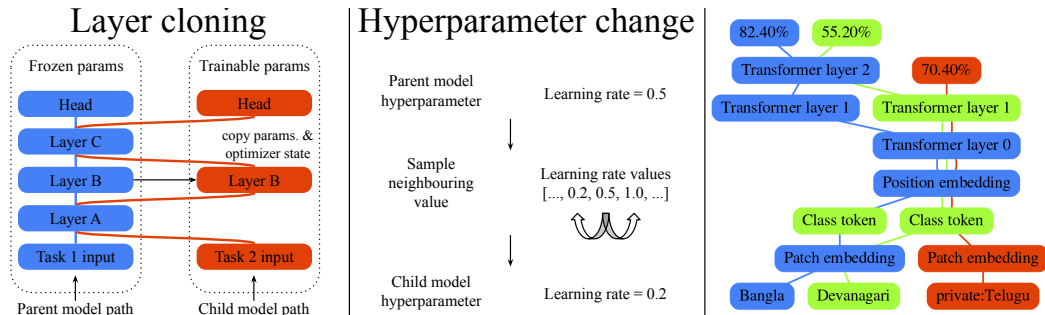 Layer cloning
Frozen params
Trainable params
Head
Head
Layer C
copy params. &
optimizer state
Layer B
Layer B
Layer A
Task 1 input
Task 2 input
Parent model path
Child model path
Hyperparameter change
Parent model
hyperparameter
Learning rate = 0.5
Sample
neighbouring
value
Learning rate values
[..., 0.2, 0.5, 1.0, ...]
Child model
hyperparameter
Learning rate = 0.2
82.40%
55.20%
Transformer layer 2
70.40%
Transformer layer 1
Transformer layer 1
Transformer layer 0
Position embedding
Class token
Class token
Patch embedding
Patch embedding
Bangla
Devanagari
private:Telugu